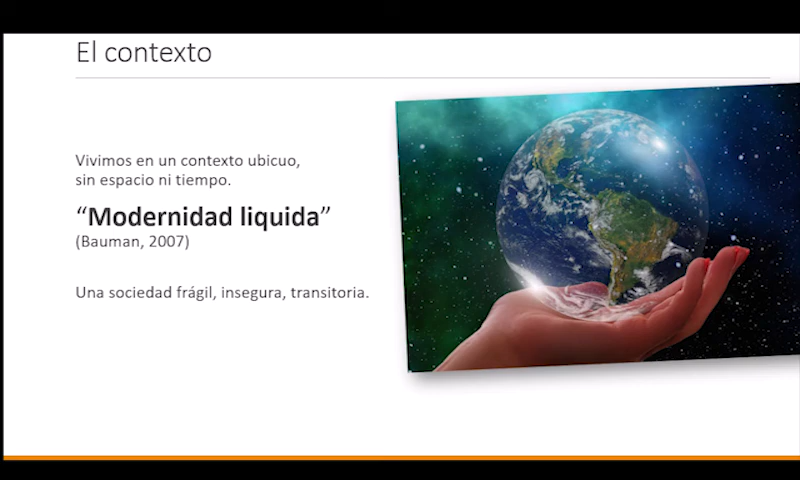 El contexto
Vivimos en un contexto ubicuo,
sin espacio ni tiempo.
“Modernidad liquida”
(Bauman, 2007)
Una sociedad frágil, insegura, transitoria.